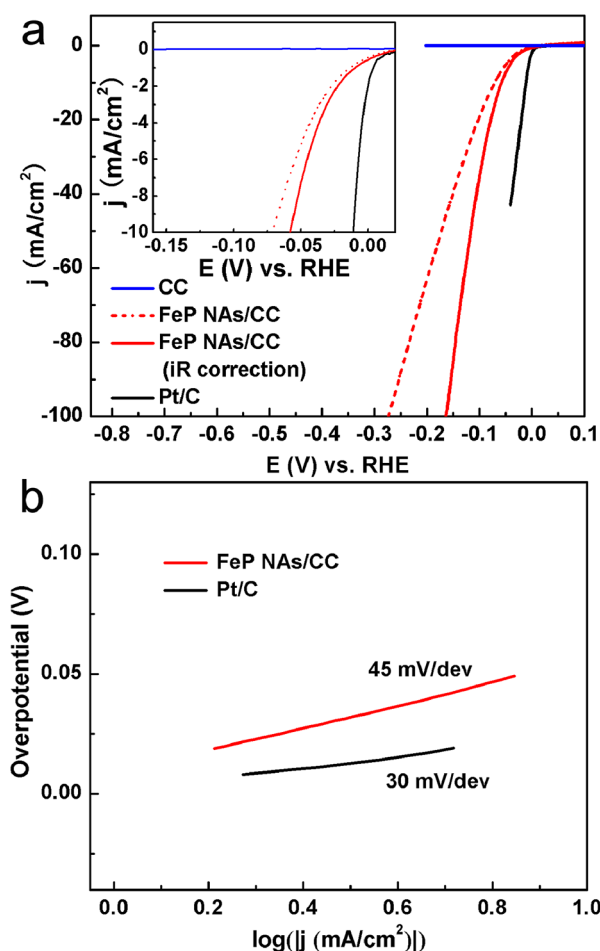 a
0
-20
-40
-60
-80
-100
j (mA/cm²)
-0.8 -0.7 -0.6 -0.5 -0.4 -0.3 -0.2 -0.1 0.0 0.1
E (V) vs. RHE
0
-2
-4
-6
-8
-10
j (mA/cm²)
-0.15 -0.10 -0.05 0.00
E (V) vs. RHE
CC
FeP NAs/CC
FeP NAs/CC
(iR correction)
Pt/C
b
0.10
0.05
0.00
Overpotential (V)
FeP NAs/CC
Pt/C
45 mV/dev
30 mV/dev
0.0 0.2 0.4 0.6 0.8 1.0
log(|j (mA/cm²)|)